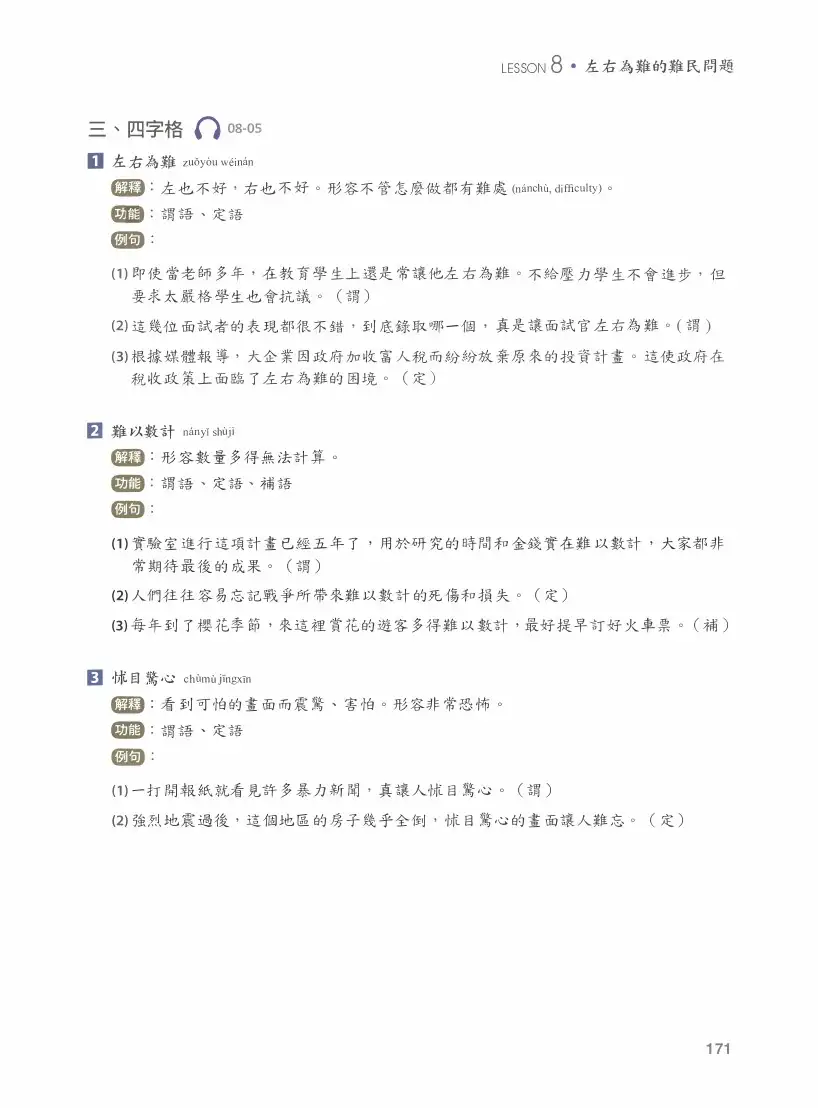 LESSON 8 • 左右為難的難民問題
三、四字格 08-05
1 左右為難 zuǒyòu wéinán
解釋：左也不好，右也不好。形容不管怎麼做都有難處 (nánchù, difficulty)。
功能：謂語、定語
例句：
(1) 即使當老師多年，在教育學生上還是常讓他左右為難。不給壓力學生不會進步，但
要求太嚴格學生也會抗議。（謂）
(2) 這幾位面試者的表現都很不錯，到底錄取哪一個，真是讓面試官左右為難。(謂)
(3) 根據媒體報導，大企業因政府加收富人稅而紛紛放棄原來的投資計畫。這使政府在
稅收政策上面臨了左右為難的困境。（定）
2 難以數計 nányǐ shǔjì
解釋：形容數量多得無法計算。
功能：謂語、定語、補語
例句：
(1) 實驗室進行這項計畫已經五年了，用於研究的時間和金錢實在難以數計，大家都非
常期待最後的成果。（謂）
(2) 人們往往容易忘記戰爭所帶來難以數計的死傷和損失。（定）
(3) 每年到了櫻花季節，來這裡賞花的遊客多得難以數計，最好提早訂好火車票。（補）
3 怵目驚心 chùmù jīngxīn
解釋：看到可怕的畫面而震驚、害怕。形容非常恐怖。
功能：謂語、定語
例句：
(1) 一打開報紙就看見許多暴力新聞，真讓人怵目驚心。（謂）
(2) 強烈地震過後，這個地區的房子幾乎全倒，怵目驚心的畫面讓人難忘。（定）
171